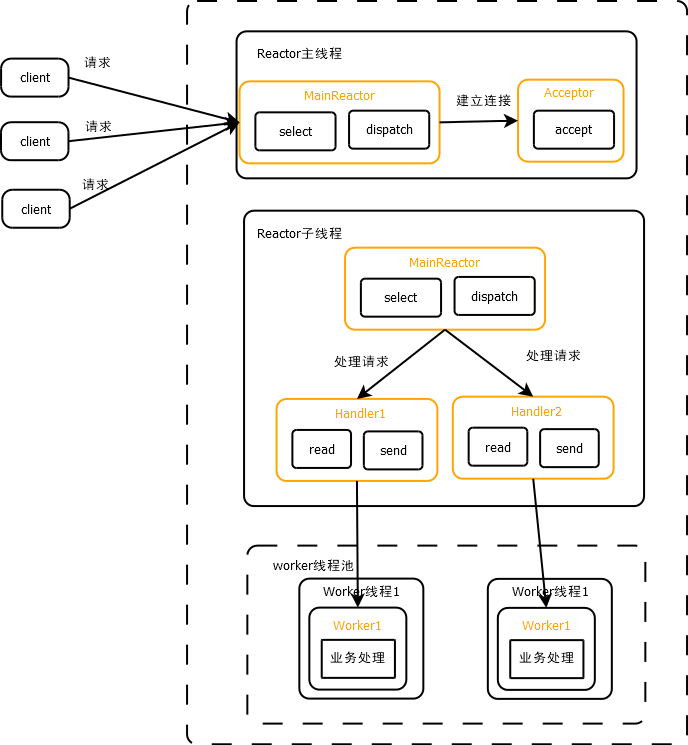 Reactor主线程
请求
client
MainReactor
select
dispatch
建立连接
Acceptor
accept
请求
client
请求
client
Reactor子线程
MainReactor
select
dispatch
处理请求
处理请求
Handler1
read
send
Handler2
read
send
worker线程池
Worker线程1
Worker1
业务处理
Worker线程1
Worker1
业务处理